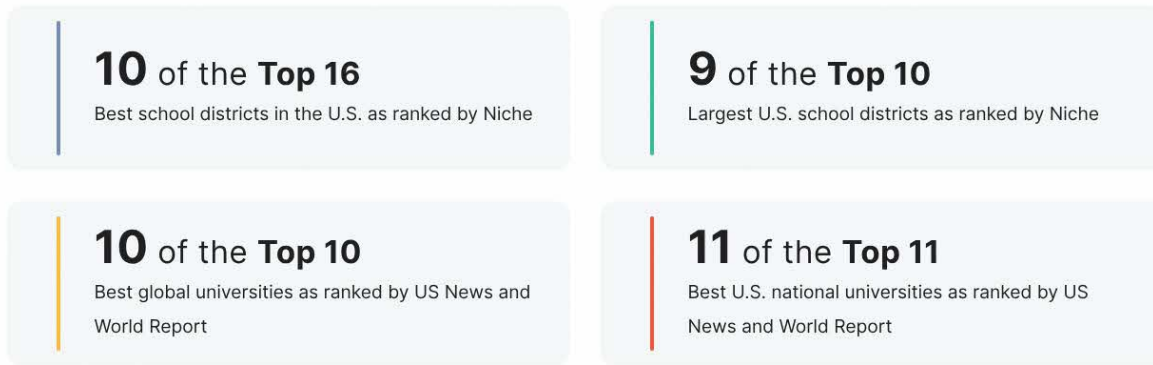 10 of the Top 16
Best school districts in the U.S. as ranked by Niche
9 of the Top 10
Largest U.S. school districts as ranked by Niche
10 of the Top 10
Best global universities as ranked by US News and
World Report
11 of the Top 11
Best U.S. national universities as ranked by US
News and World Report